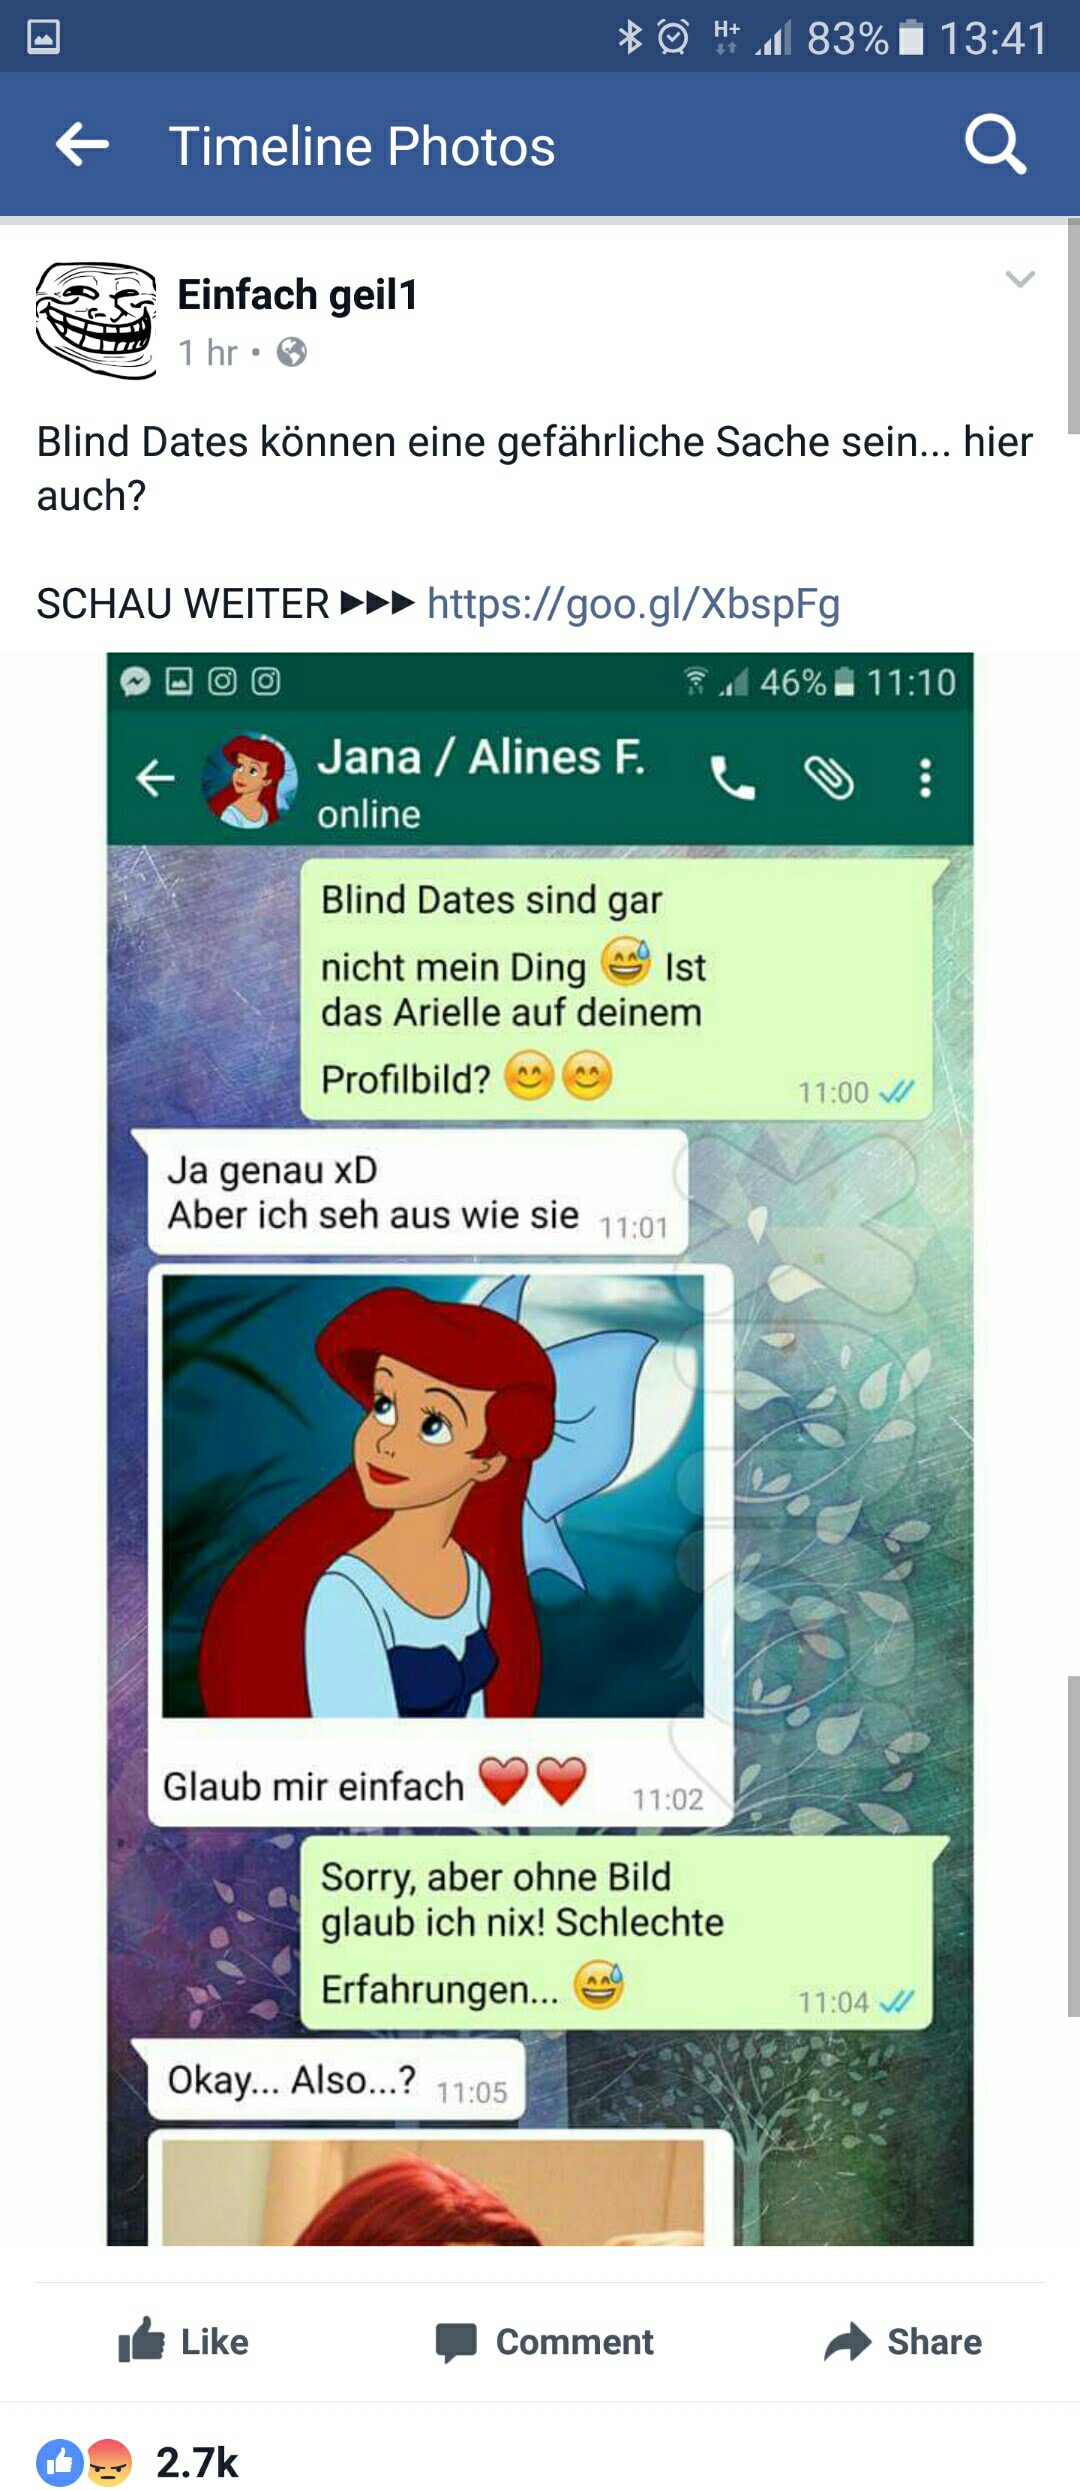 H+ 83% 13:41
Timeline Photos
Einfach geil1
1 hr •
Blind Dates können eine gefährliche Sache sein... hier
auch?
SCHAU WEITER ►►► https://goo.gl/XbspFg
46% 11:10
Jana / Alines F.
online
Blind Dates sind gar
nicht mein Ding 😅 Ist
das Arielle auf deinem
Profilbild? 😊😊 11:00
Ja genau xD
Aber ich seh aus wie sie 11:01
Glaub mir einfach ❤❤ 11:02
Sorry, aber ohne Bild
glaub ich nix! Schlechte
Erfahrungen... 😅 11:04
Okay... Also...? 11:05
Like Comment Share
2.7k